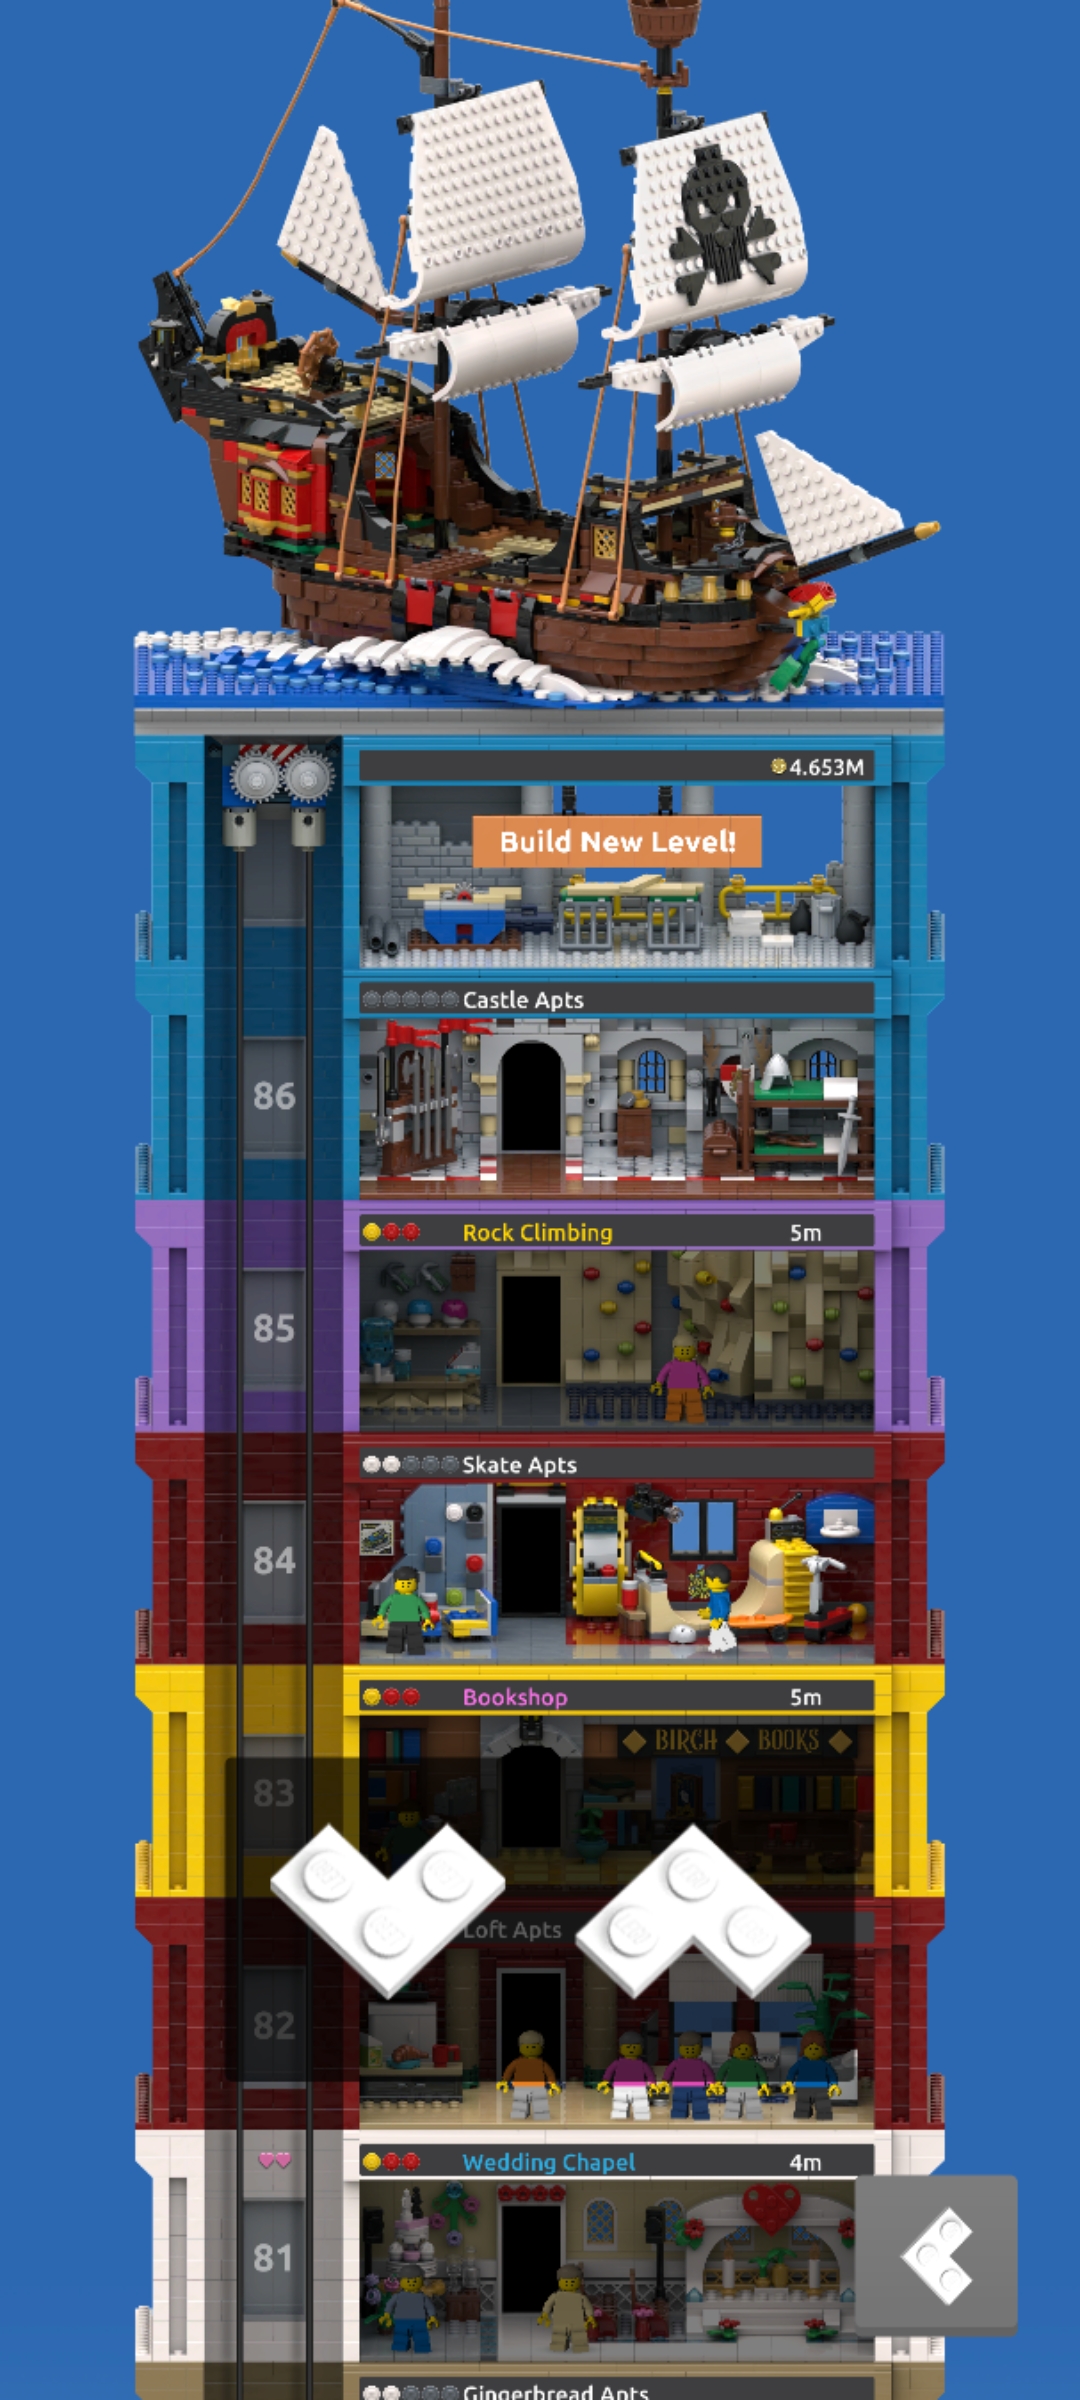 4.653M
Build New Level!
Castle Apts
86
Rock Climbing 5m
85
Skate Apts
84
Bookshop 5m
BIRCH BOOKS
83
Loft Apts
82
Wedding Chapel 4m
81
Gingerbread Apts